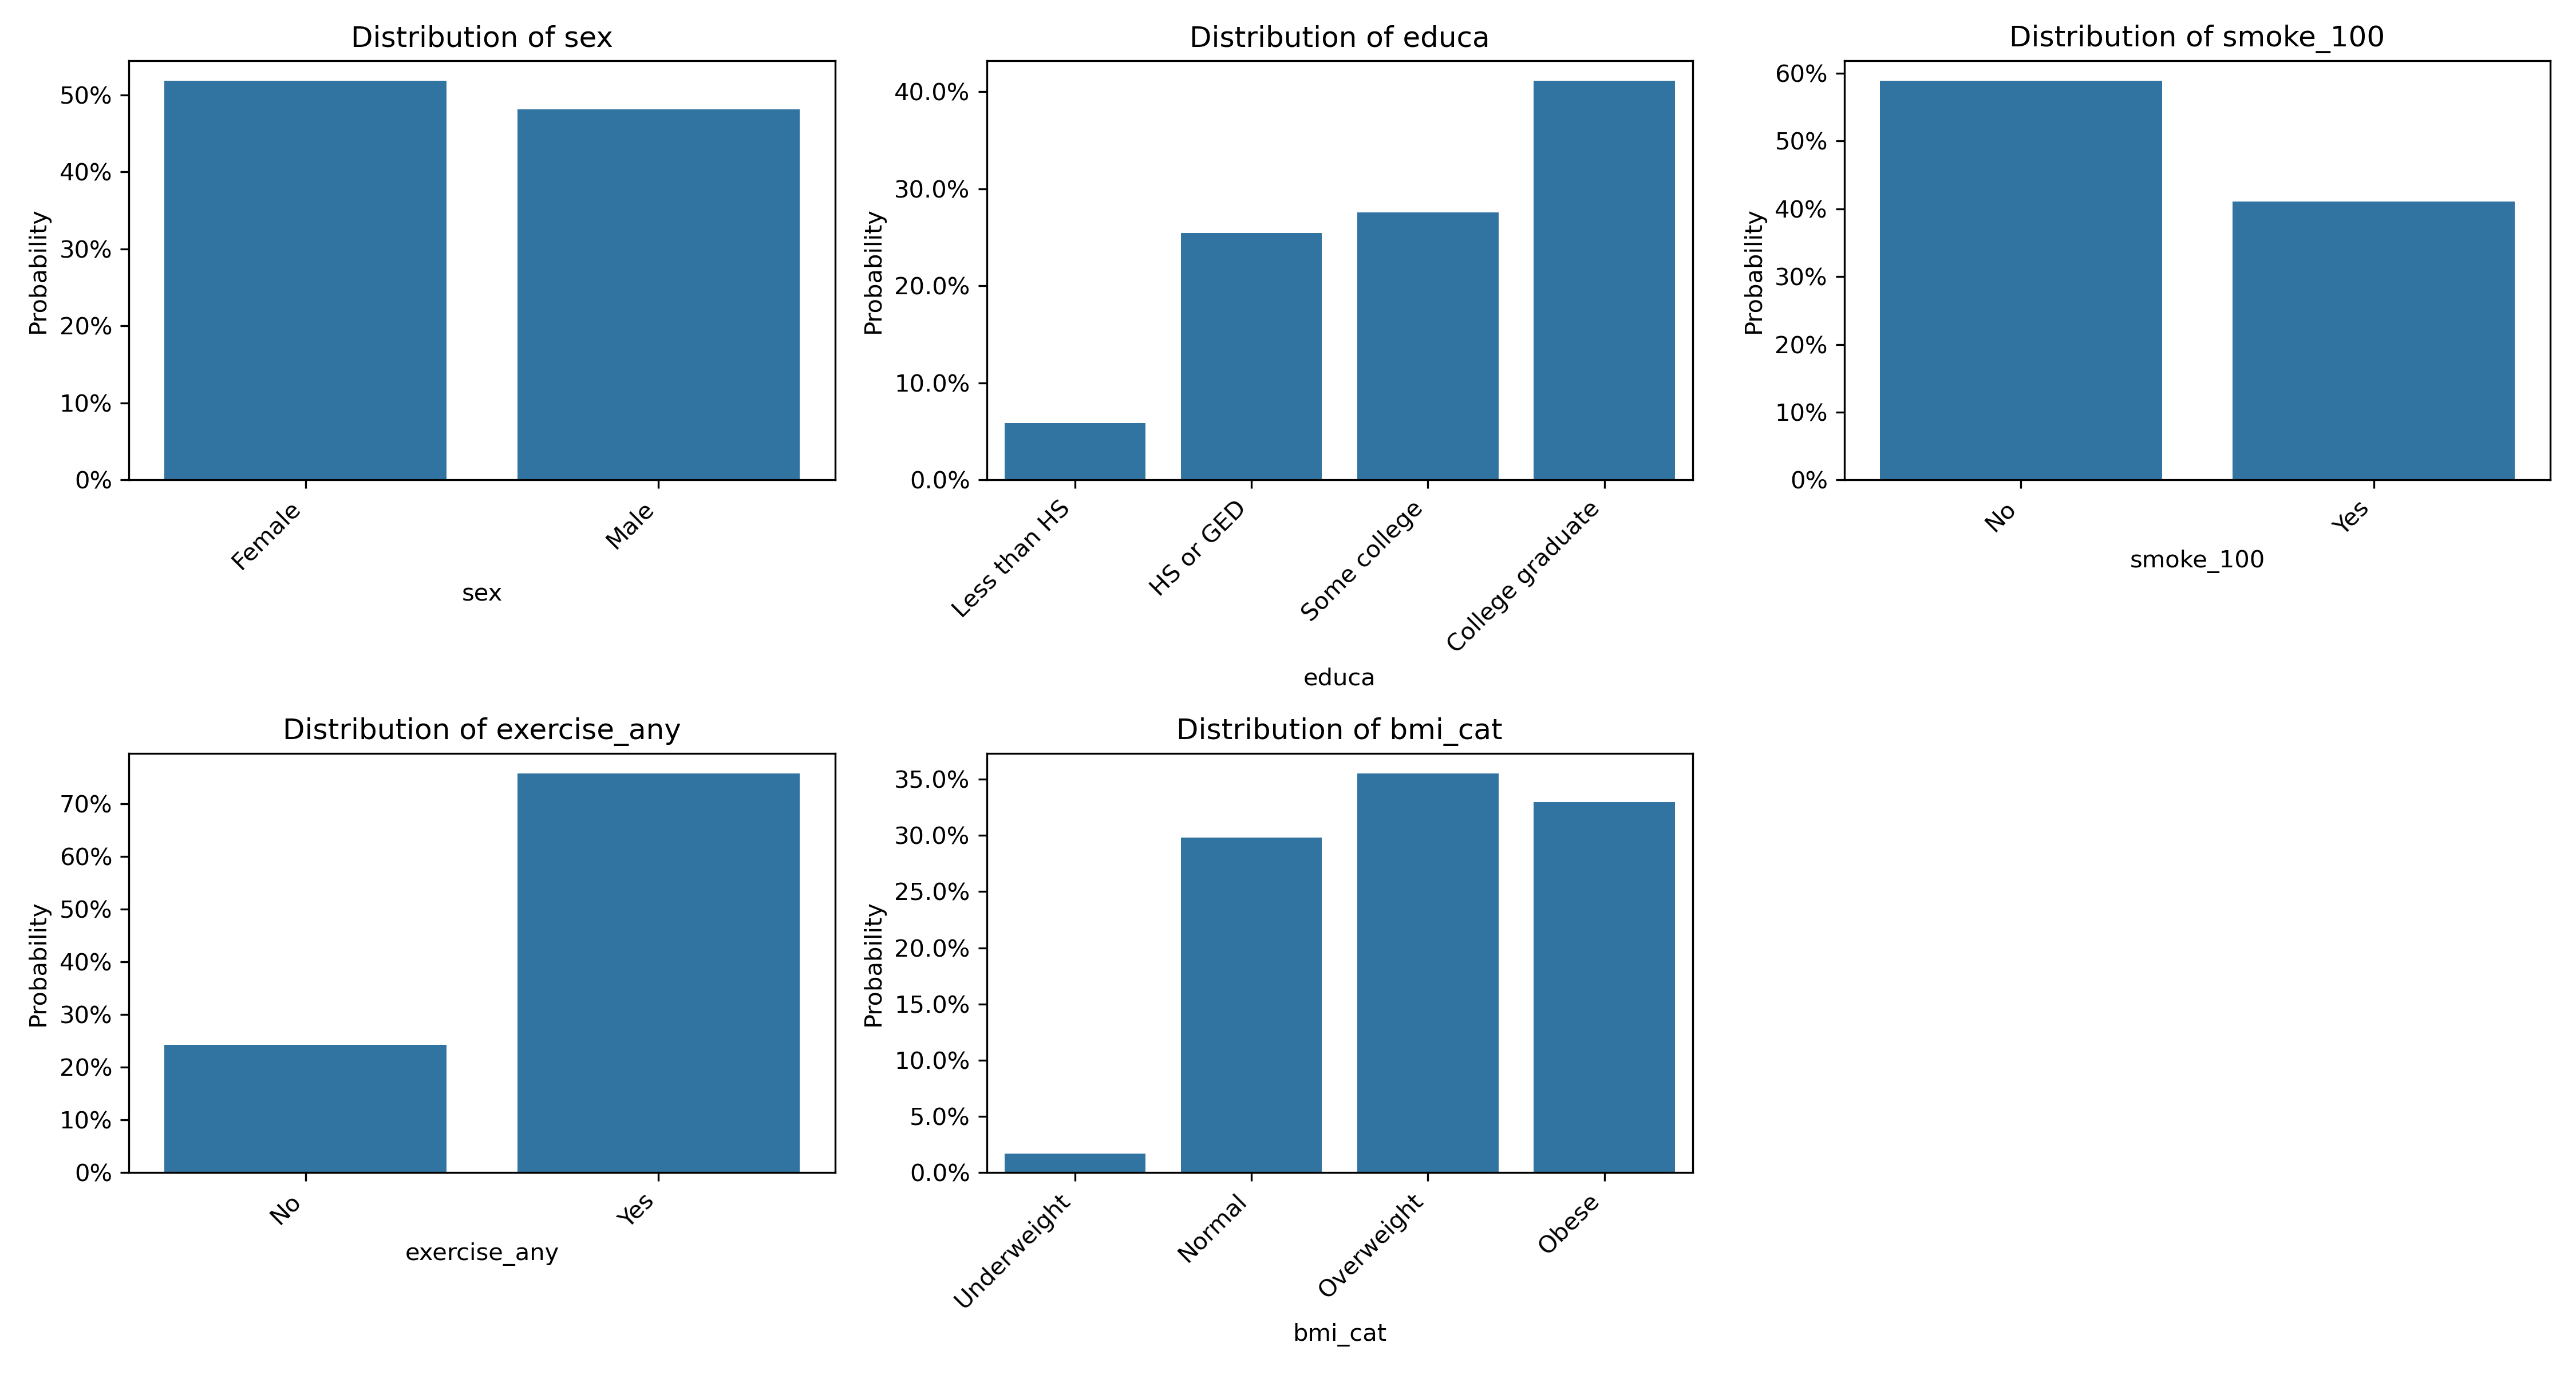 Distribution of sex
Probability
50%
40%
30%
20%
10%
0%
Female
Male
sex
Distribution of educa
Probability
40.0%
30.0%
20.0%
10.0%
0.0%
Less than HS
HS or GED
Some college
College graduate
educa
Distribution of smoke_100
Probability
60%
50%
40%
30%
20%
10%
0%
No
Yes
smoke_100
Distribution of exercise_any
Probability
70%
60%
50%
40%
30%
20%
10%
0%
No
Yes
exercise_any
Distribution of bmi_cat
Probability
35.0%
30.0%
25.0%
20.0%
15.0%
10.0%
5.0%
0.0%
Underweight
Normal
Overweight
Obese
bmi_cat